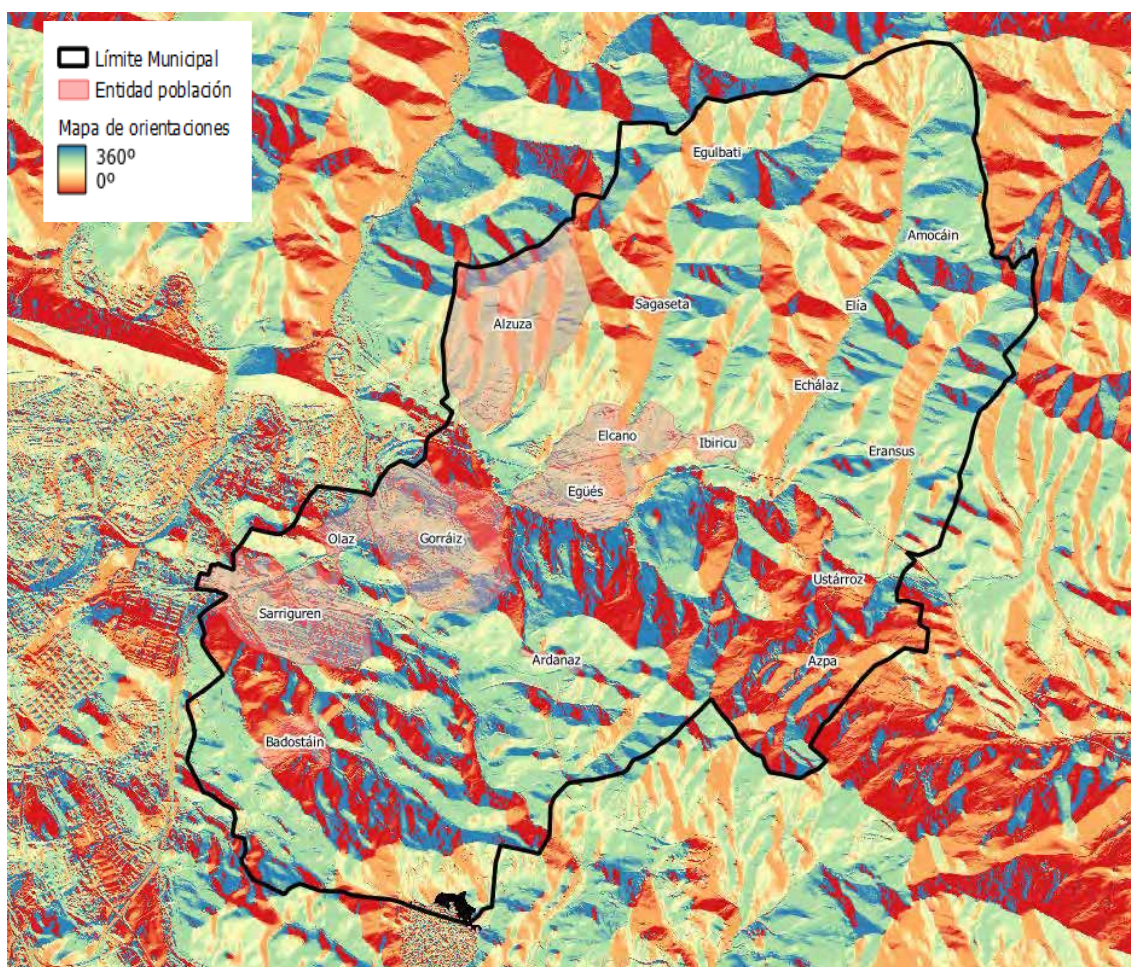 Límite Municipal
Entidad población
Mapa de orientaciones
360º
0º
Egulbati
Amocáin
Sagaseta
Elía
Alzuza
Echálaz
Elcano
Ibiricu
Eransus
Egüés
Olaz
Gorráiz
Ustárroz
Sarriguren
Ardanaz
Azpa
Badostáin